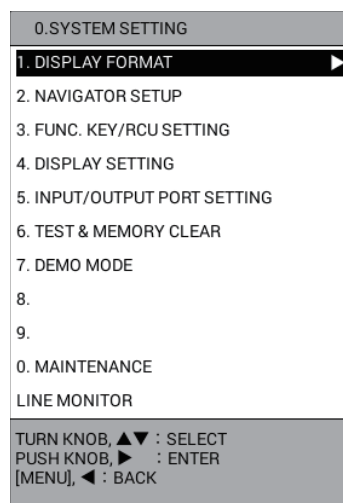 0.SYSTEM SETTING
1. DISPLAY FORMAT ▶
2. NAVIGATOR SETUP
3. FUNC. KEY/RCU SETTING
4. DISPLAY SETTING
5. INPUT/OUTPUT PORT SETTING
6. TEST & MEMORY CLEAR
7. DEMO MODE
8.
9.
0. MAINTENANCE
LINE MONITOR
TURN KNOB, ▲▼ : SELECT
PUSH KNOB, ▶ : ENTER
[MENU], ◀ : BACK